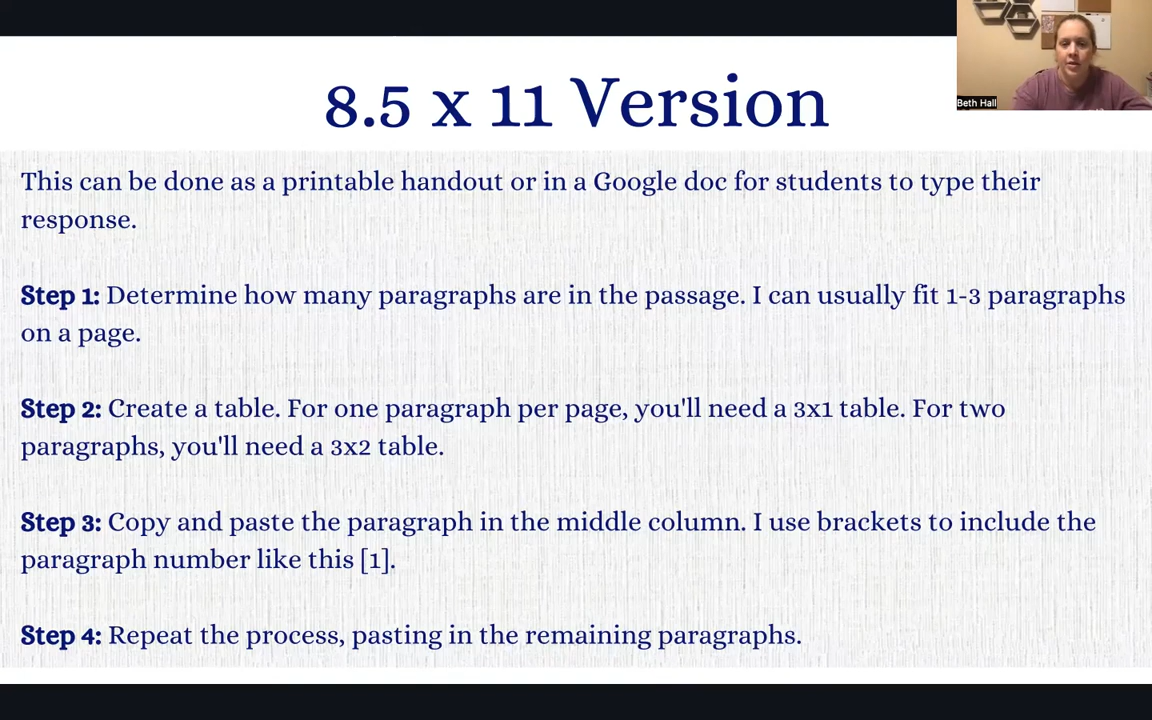 8.5 x 11 Version
Beth Hall
This can be done as a printable handout or in a Google doc for students to type their
response.
Step 1: Determine how many paragraphs are in the passage. I can usually fit 1-3 paragraphs
on a page.
Step 2: Create a table. For one paragraph per page, you'll need a 3x1 table. For two
paragraphs, you'll need a 3x2 table.
Step 3: Copy and paste the paragraph in the middle column. I use brackets to include the
paragraph number like this [1].
Step 4: Repeat the process, pasting in the remaining paragraphs.